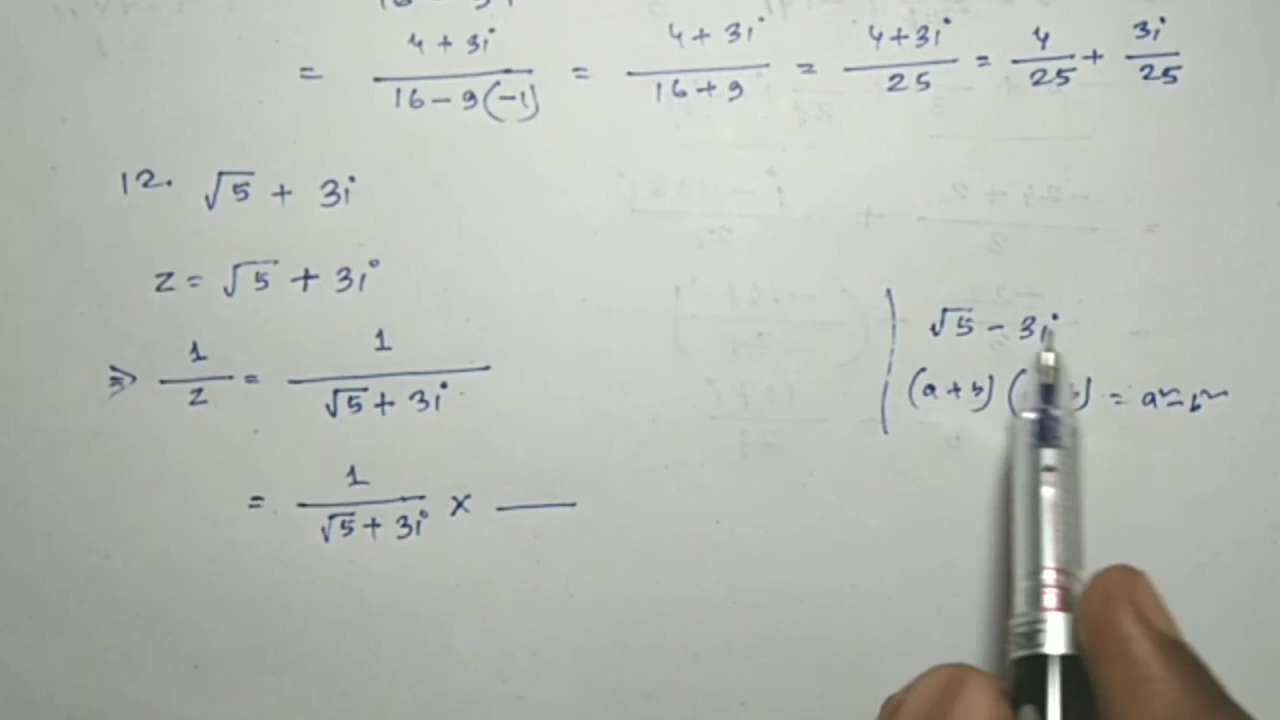 = 4 + 3i / 16 - 9(-1) = 4 + 3i / 16 + 9 = 4 + 3i / 25 = 4 / 25 + 3i / 25
12. √5 + 3i
z = √5 + 3i
√5 - 3i
⇒ 1 / z = 1 / √5 + 3i
(a + b) ( ) = a² - b²
= 1 / √5 + 3i ×